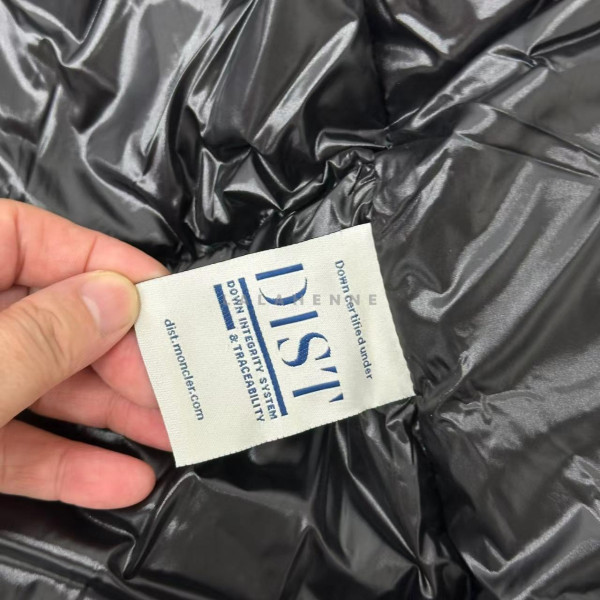 Down certified under
DIST
DOWN INTEGRITY SYSTEM
& TRACEABILITY
dist.moncler.com